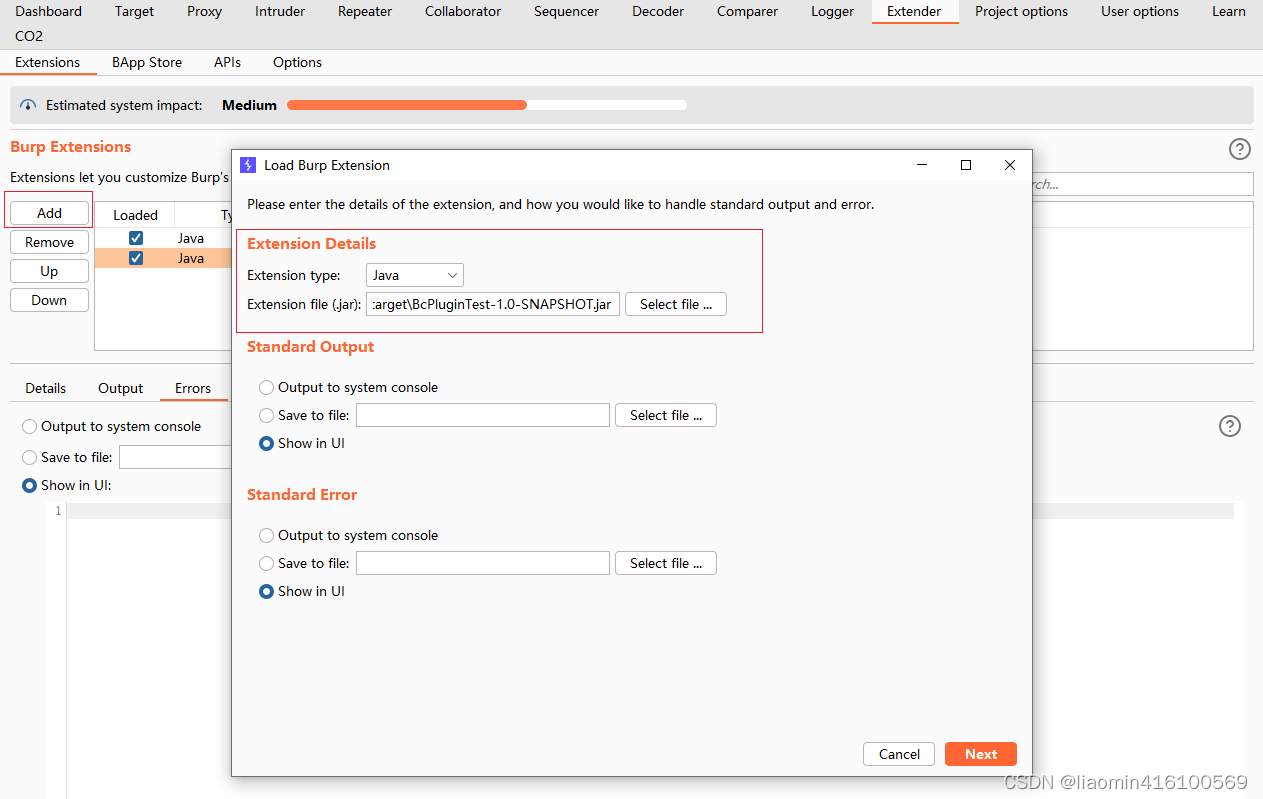 Dashboard Target Proxy Intruder Repeater Collaborator Sequencer Decoder Comparer Logger Extender Project options User options Learn
CO2
Extensions BApp Store APIs Options
Estimated system impact: Medium
Burp Extensions
Extensions let you customize Burp's
Add
Remove
Up
Down
Loaded Ty
Java
Java
rch...
Details Output Errors
Output to system console
Save to file:
Show in UI:
1
Load Burp Extension
Please enter the details of the extension, and how you would like to handle standard output and error.
Extension Details
Extension type: Java
Extension file (.jar): :arget\BcPluginTest-1.0-SNAPSHOT.jar Select file ...
Standard Output
Output to system console
Save to file: Select file ...
Show in UI
Standard Error
Output to system console
Save to file: Select file ...
Show in UI
Cancel Next
CSDN @liaomin416100569